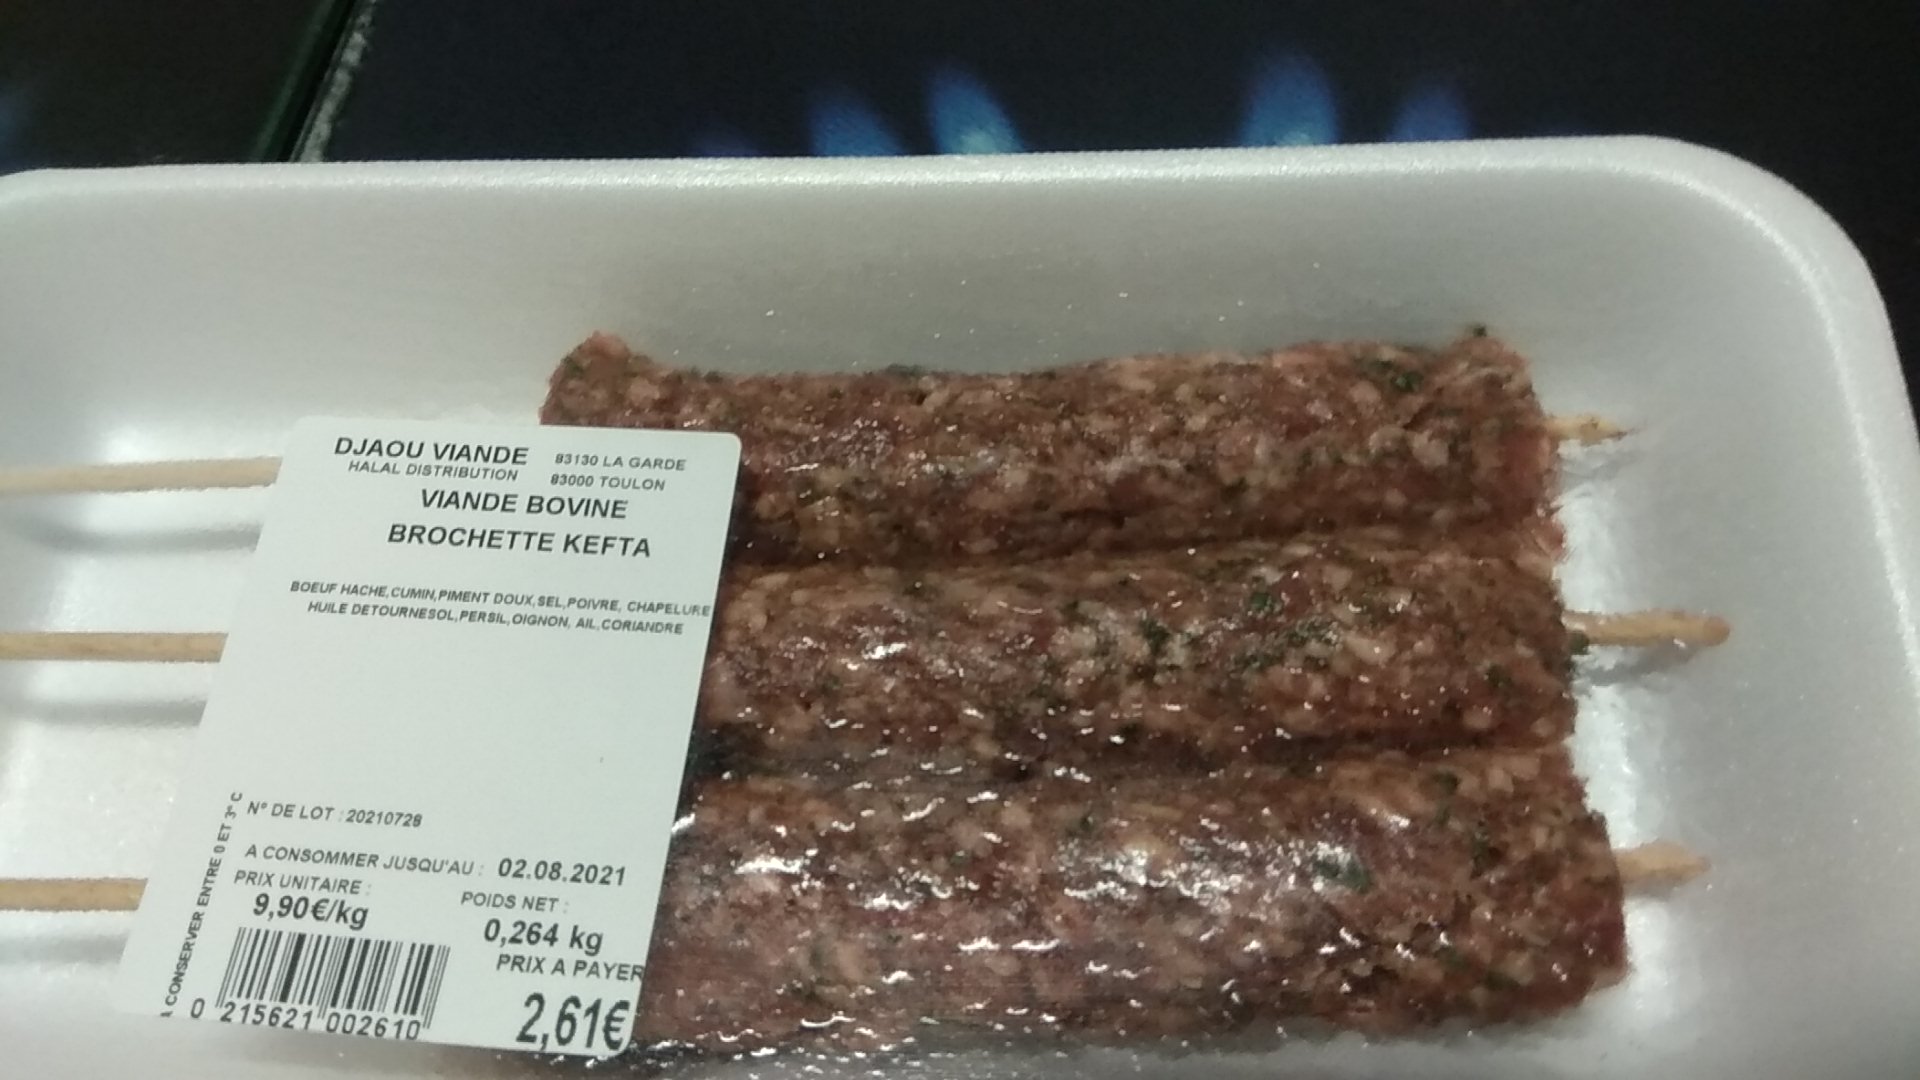 DJAOU VIANDE 83130 LA GARDE
HALAL DISTRIBUTION 83000 TOULON
VIANDE BOVINE
BROCHETTE KEFTA
BOEUF HACHE,CUMIN,PIMENT DOUX,SEL,POIVRE, CHAPELURE
HUILE DETOURNESOL,PERSIL,OIGNON, AIL,CORIANDRE
N° DE LOT : 20210728
A CONSOMMER JUSQU'AU : 02.08.2021
PRIX UNITAIRE :
9,90€/kg
POIDS NET :
0,264 kg
PRIX A PAYER
2,61€
0 215621 002610
A CONSERVER ENTRE 0 ET 3° C